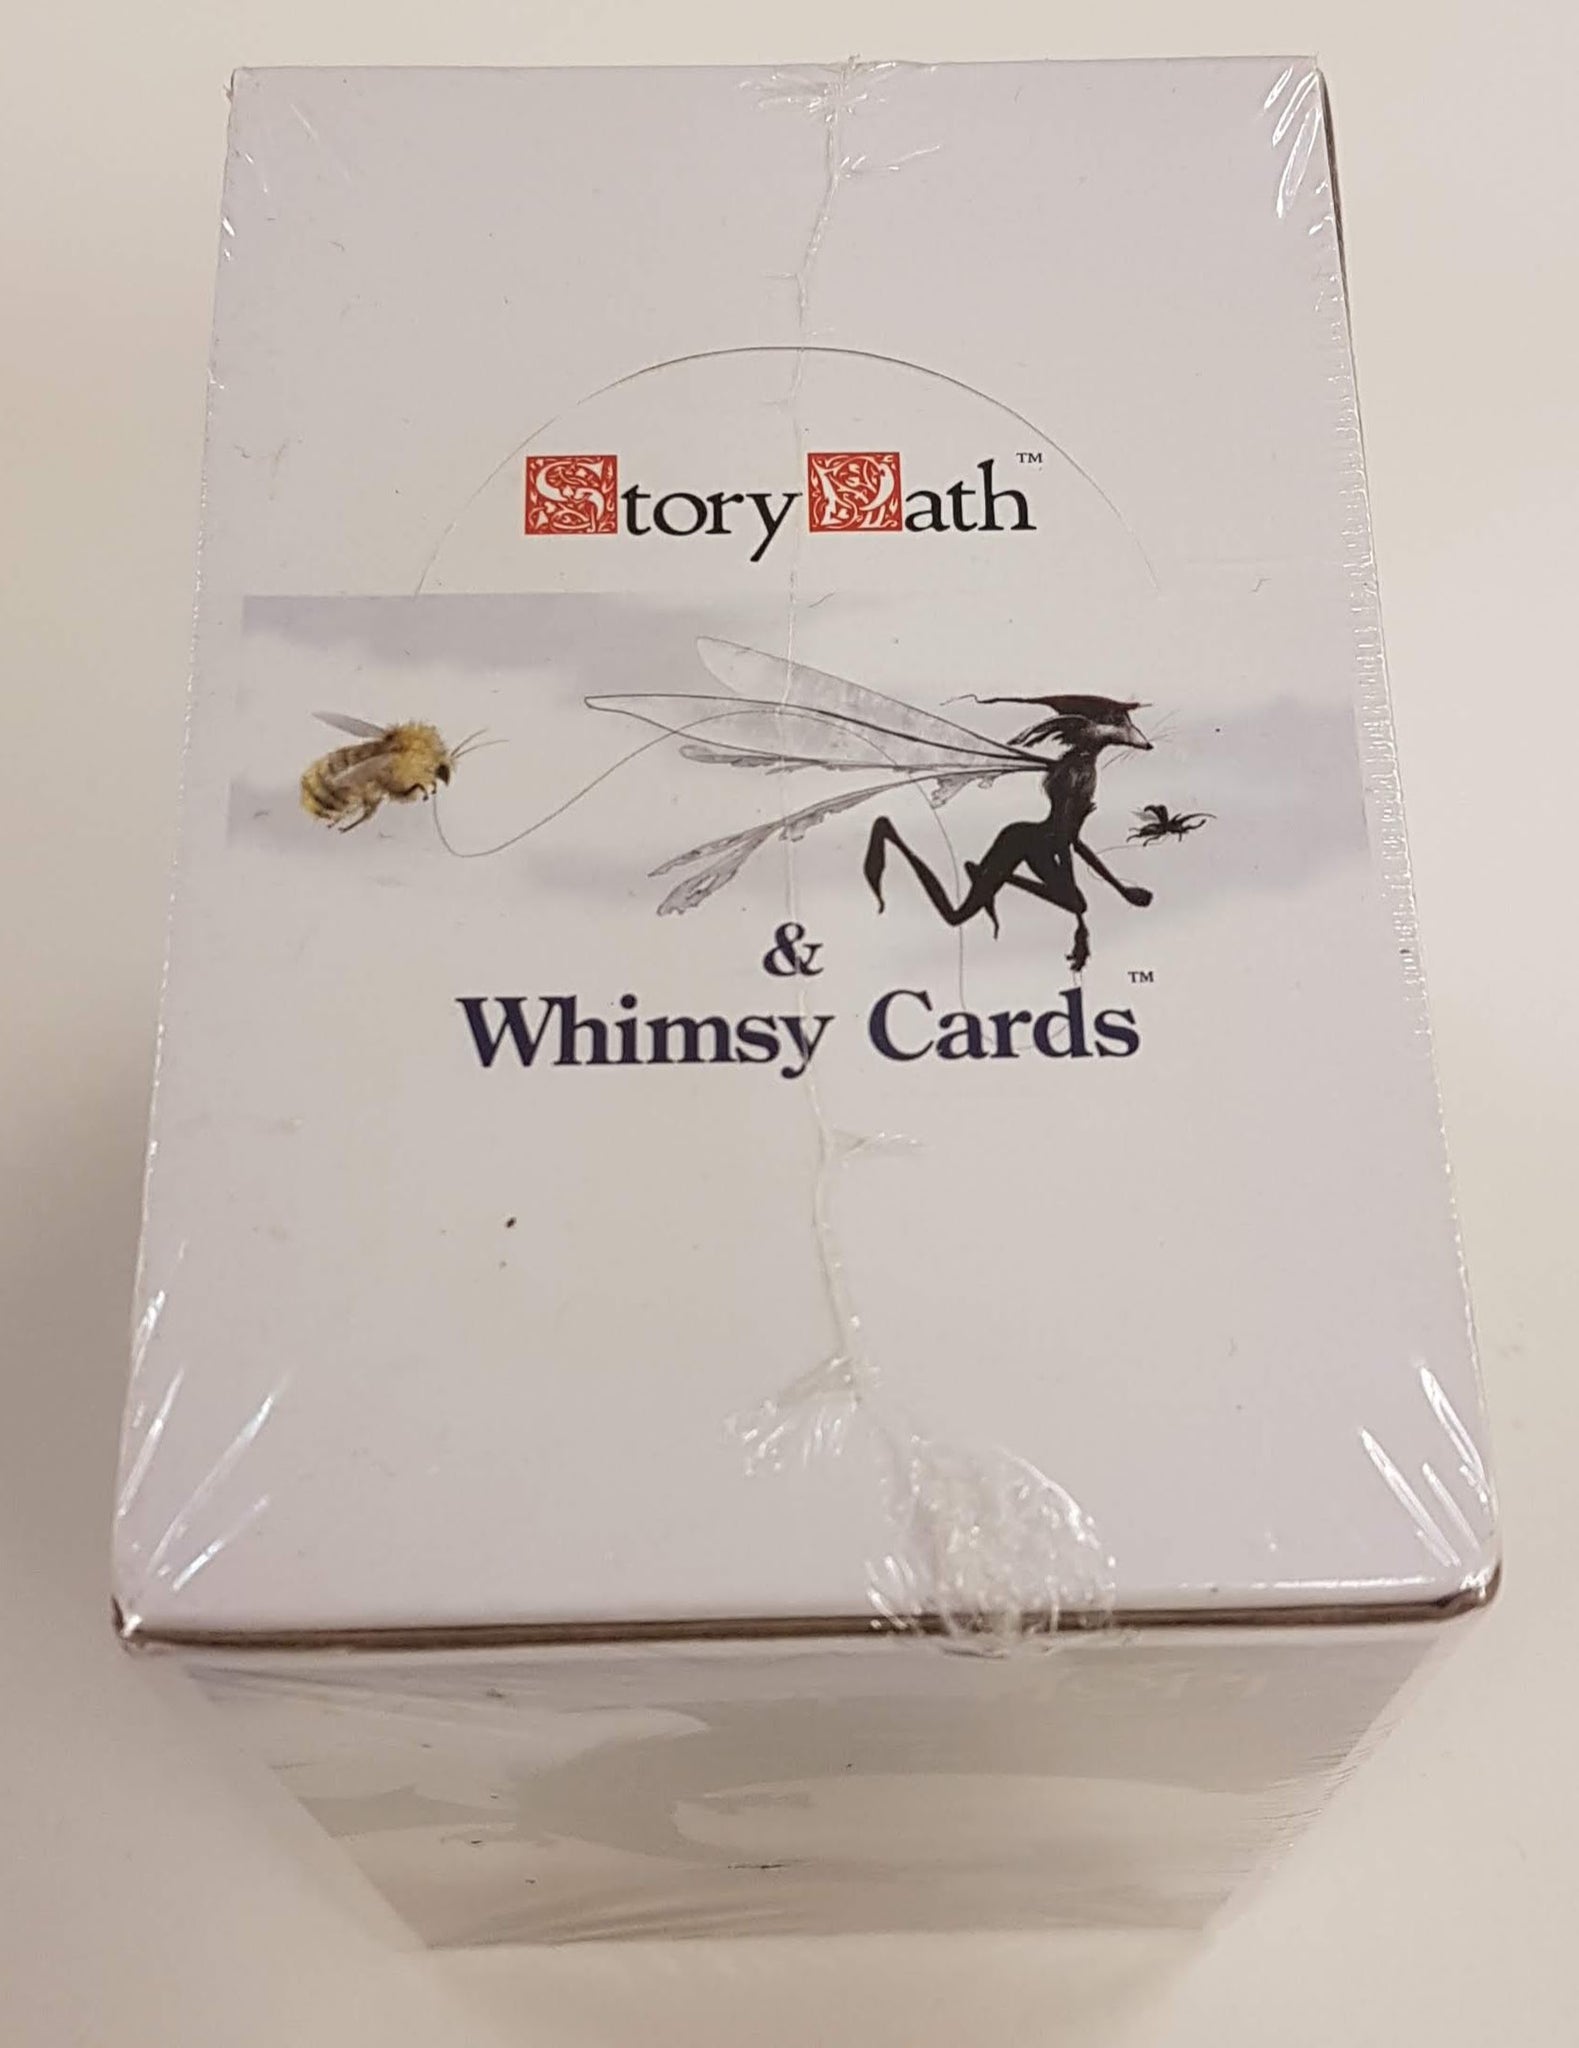 StoryPath™
&
Whimsy Cards™